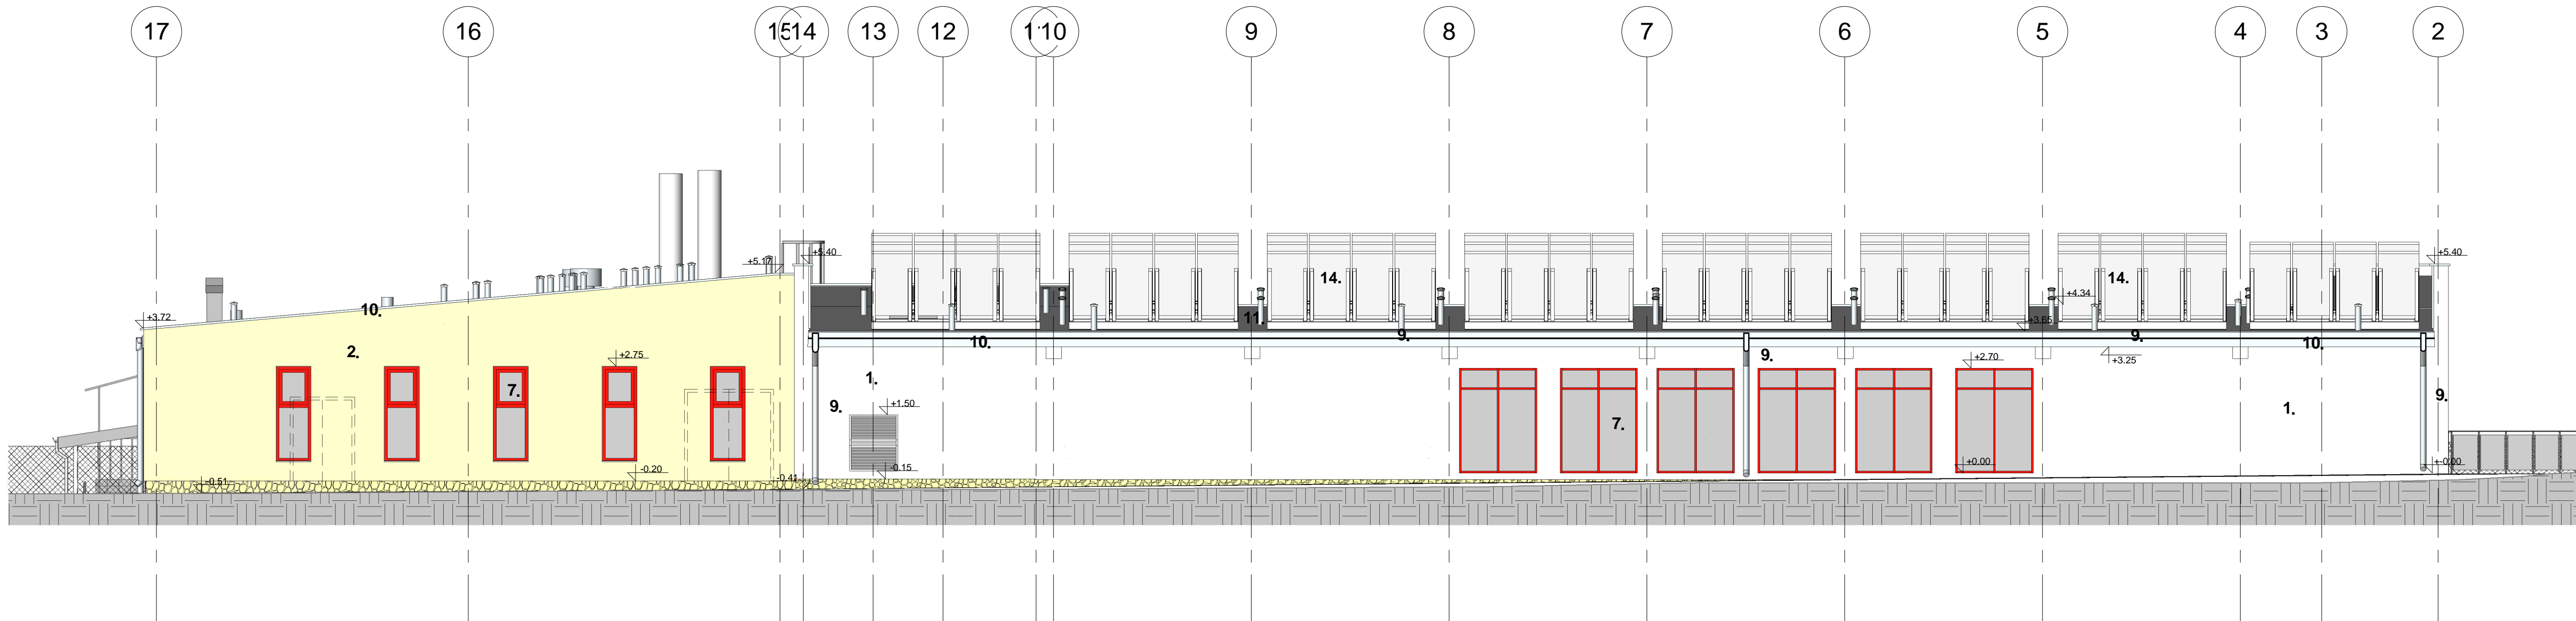 17 16 15 14 13 12 11 10 9 8 7 6 5 4 3 2
+5.17 +5.40 +5.40
14. 14.
+4.34
10. 11. +3.65
+3.72
10. 9. 9. 10.
2. +2.75 9. +2.70 +3.25
1.
7. 9. +1.50 7. 1. 9.
-0.51 -0.20 -0.41 -0.15 +0.00 +-0.00